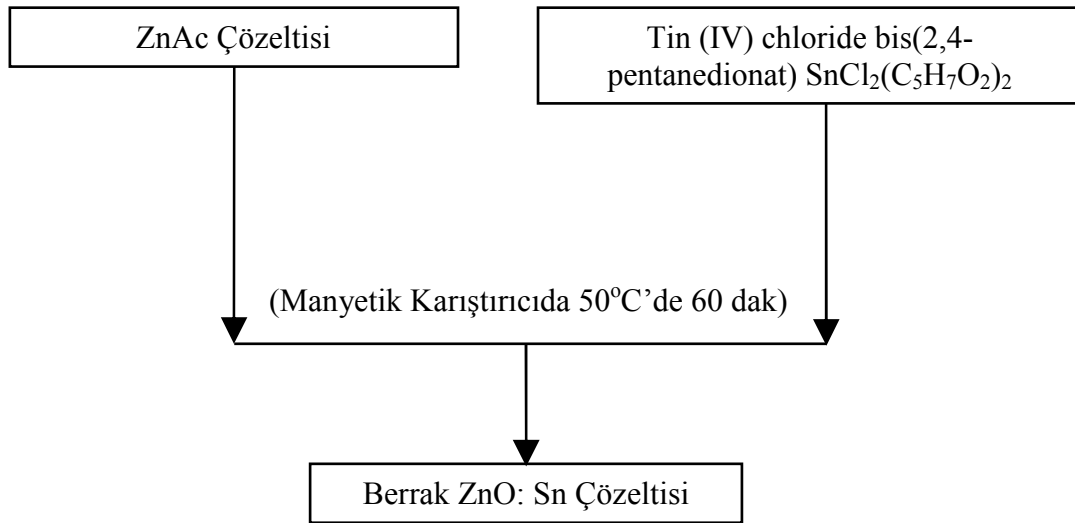 ZnAc Çözeltisi
Tin (IV) chloride bis(2,4-
pentanedionat) SnCl₂(C₅H₇O₂)₂
(Manyetik Karıştırıcıda 50°C’de 60 dak)
Berrak ZnO: Sn Çözeltisi